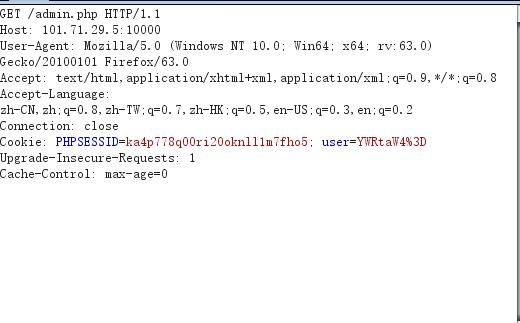 GET /admin.php HTTP/1.1
Host: 101.71.29.5:10000
User-Agent: Mozilla/5.0 (Windows NT 10.0; Win64; x64; rv:63.0)
Gecko/20100101 Firefox/63.0
Accept: text/html,application/xhtml+xml,application/xml;q=0.9,*/*;q=0.8
Accept-Language:
zh-CN,zh;q=0.8,zh-TW;q=0.7,zh-HK;q=0.5,en-US;q=0.3,en;q=0.2
Connection: close
Cookie: PHPSESSID=ka4p778q00ri20oknll1m7fho5; user=YWRtaW4%3D
Upgrade-Insecure-Requests: 1
Cache-Control: max-age=0